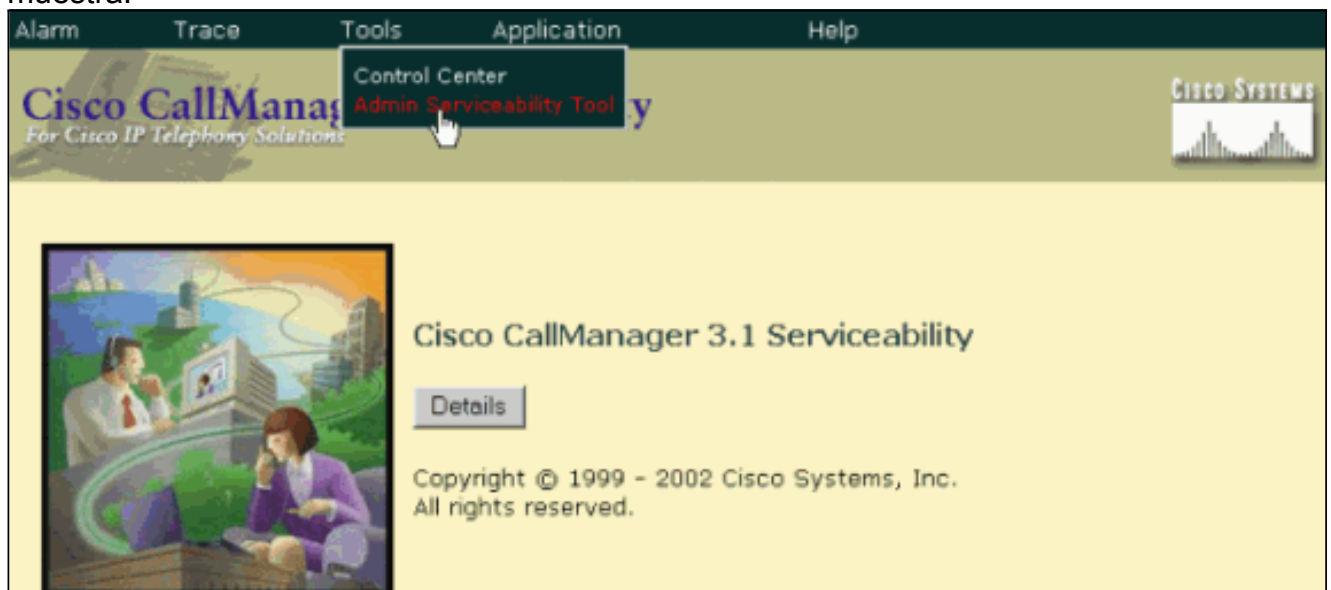 muestra:
Alarm Trace Tools Application Help
Control Center
Admin Serviceability Tool
Cisco CallManag y
For Cisco IP Telephony Solutions
CISCO SYSTEMS
Cisco CallManager 3.1 Serviceability
Details
Copyright © 1999 - 2002 Cisco Systems, Inc.
All rights reserved.